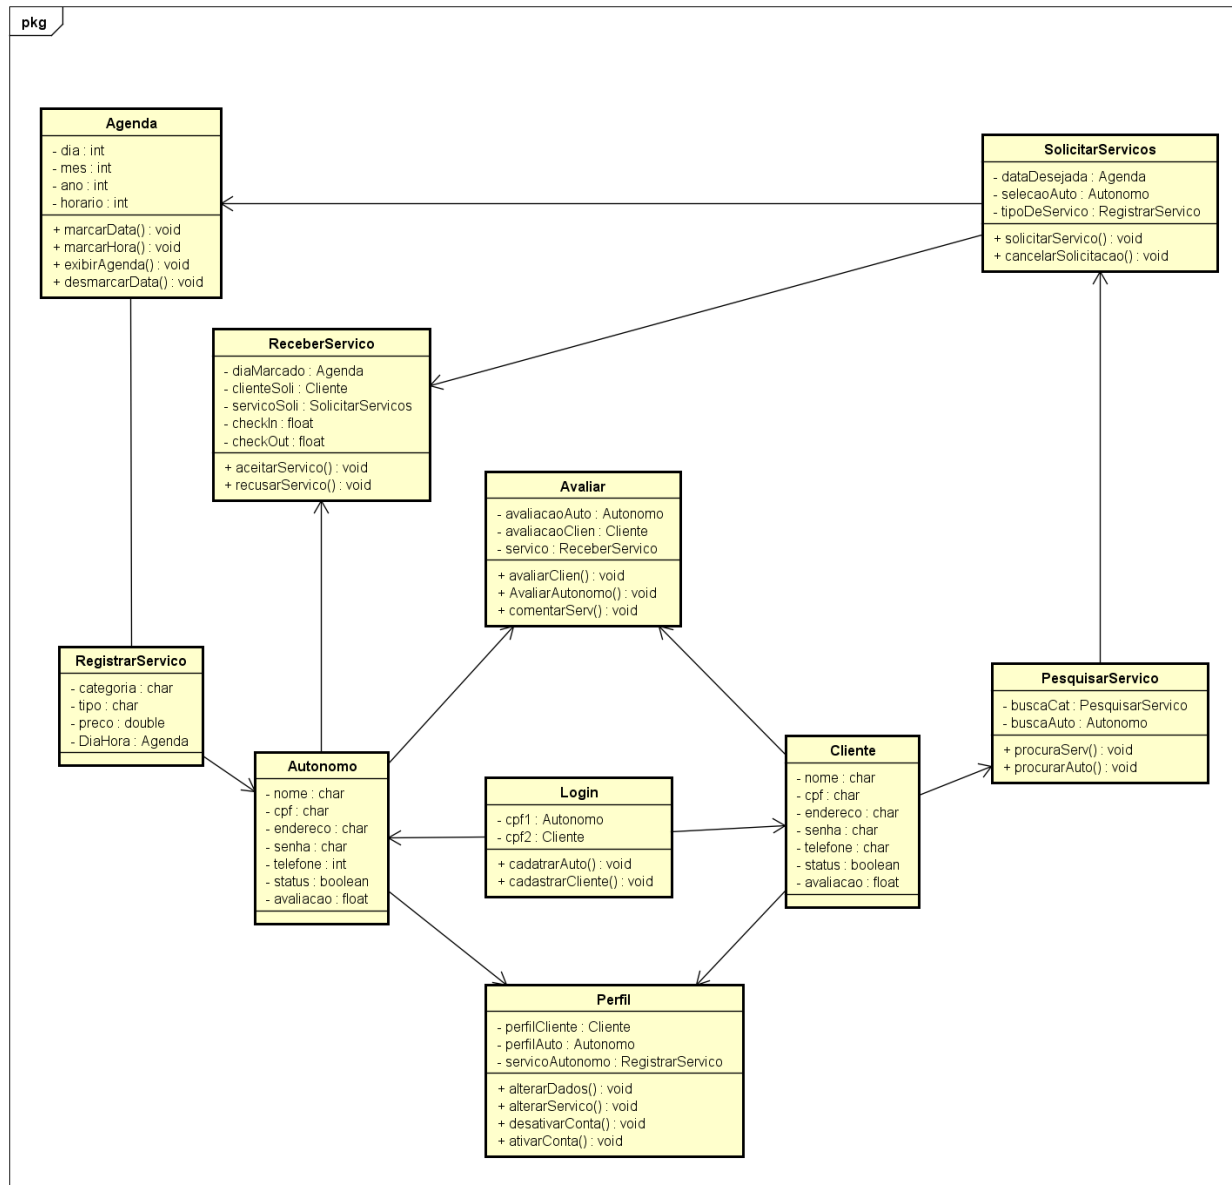 pkg
Agenda
- dia : int
- mes : int
- ano : int
- horario : int
+ marcarData() : void
+ marcarHora() : void
+ exibirAgenda() : void
+ desmarcarData() : void
SolicitarServicos
- dataDesejada : Agenda
- selecaoAuto : Autonomo
- tipoDeServico : RegistrarServico
+ solicitarServico() : void
+ cancelarSolicitacao() : void
ReceberServico
- diaMarcado : Agenda
- clienteSoli : Cliente
- servicoSoli : SolicitarServicos
- checkIn : float
- checkOut : float
+ aceitarServico() : void
+ recusarServico() : void
Avaliar
- avaliacaoAuto : Autonomo
- avaliacaoClien : Cliente
- servico : ReceberServico
+ avaliarClien() : void
+ AvaliarAutonomo() : void
+ comentarServ() : void
RegistrarServico
- categoria : char
- tipo : char
- preco : double
- DiaHora : Agenda
PesquisarServico
- buscaCat : PesquisarServico
- buscaAuto : Autonomo
+ procuraServ() : void
+ procurarAuto() : void
Autonomo
- nome : char
- cpf : char
- endereco : char
- senha : char
- telefone : int
- status : boolean
- avaliacao : float
Login
- cpf1 : Autonomo
- cpf2 : Cliente
+ cadatrarAuto() : void
+ cadastrarCliente() : void
Cliente
- nome : char
- cpf : char
- endereco : char
- senha : char
- telefone : char
- status : boolean
- avaliacao : float
Perfil
- perfilCliente : Cliente
- perfilAuto : Autonomo
- servicoAutonomo : RegistrarServico
+ alterarDados() : void
+ alterarServico() : void
+ desativarConta() : void
+ ativarConta() : void